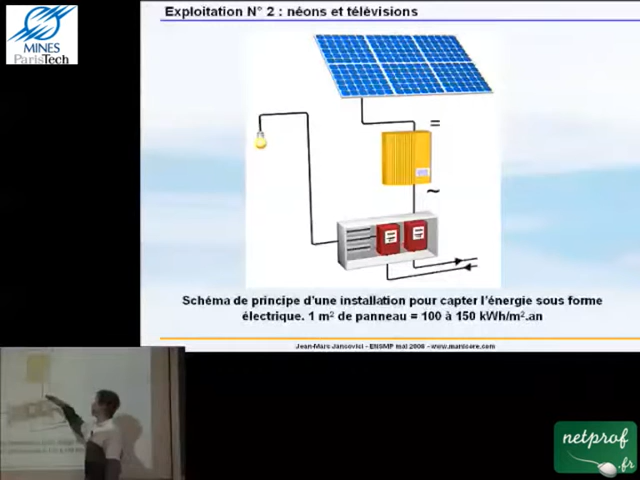 MINES
ParisTech
Exploitation N° 2 : néons et télévisions
=
~
Schéma de principe d'une installation pour capter l'énergie sous forme
électrique. 1 m² de panneau = 100 à 150 kWh/m².an
Jean-Marc Jancovici - ENSMP mai 2008 - www.manicore.com
netprof
.fr